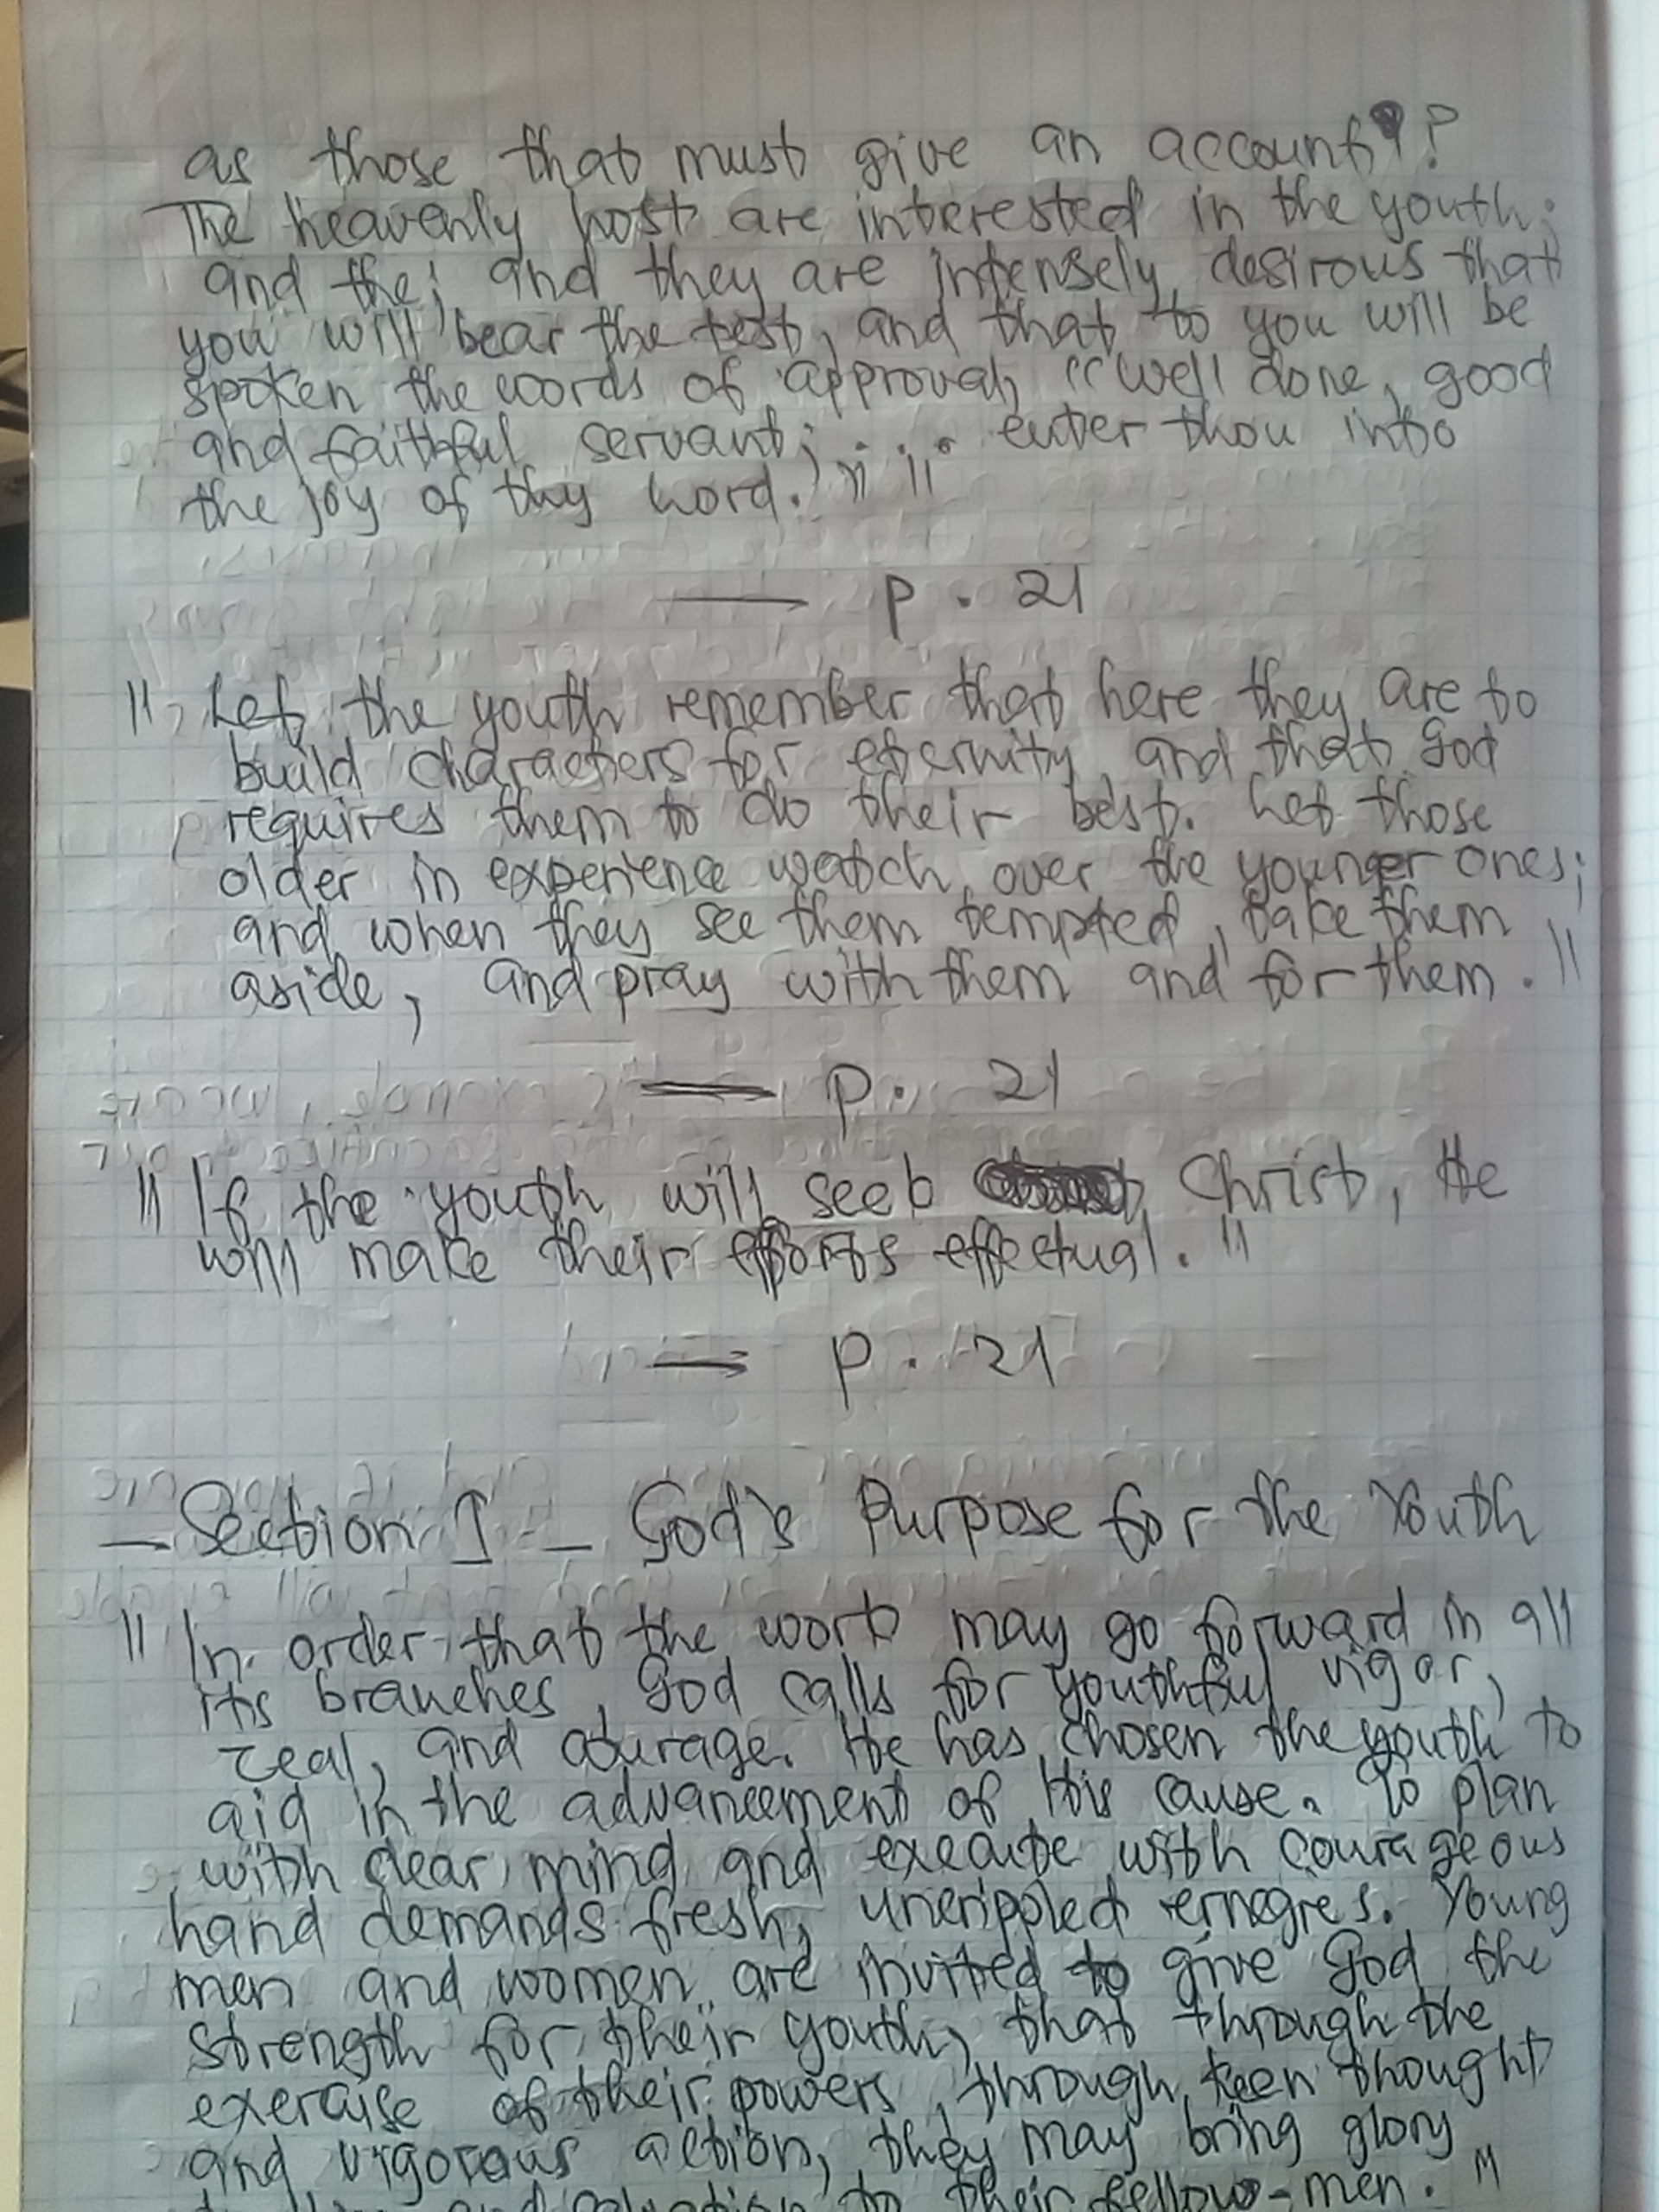 as those that must give an account?
The heavenly host are interested in the youth;
and the; and they are intensely desirous that
you will bear the test, and that to you will be
spoken the words of approval, "well done, good
and faithful servant; . . . enter thou into
the joy of thy Lord.' " "
— p. 21
" Let the youth remember that here they are to
build characters for eternity, and that God
requires them to do their best. Let those
older in experience watch over the younger ones;
and when they see them tempted, take them
aside, and pray with them and for them. "
— p. 21
" If the youth will seek Christ, He
will make their efforts effectual. "
— p. 21
- Section I - God's Purpose for the Youth
" In order that the work may go forward in all
its branches, God calls for youthful vigor,
zeal, and courage. He has chosen the youth to
aid in the advancement of His cause. To plan
with clear mind and execute with courageous
hand demands fresh, uncrippled ernegies. Young
men and women are invited to give God the
strength for their youth, that through the
exercise of their powers, through keen thought
and vigorous action, they may bring glory
to their fellow-men. "